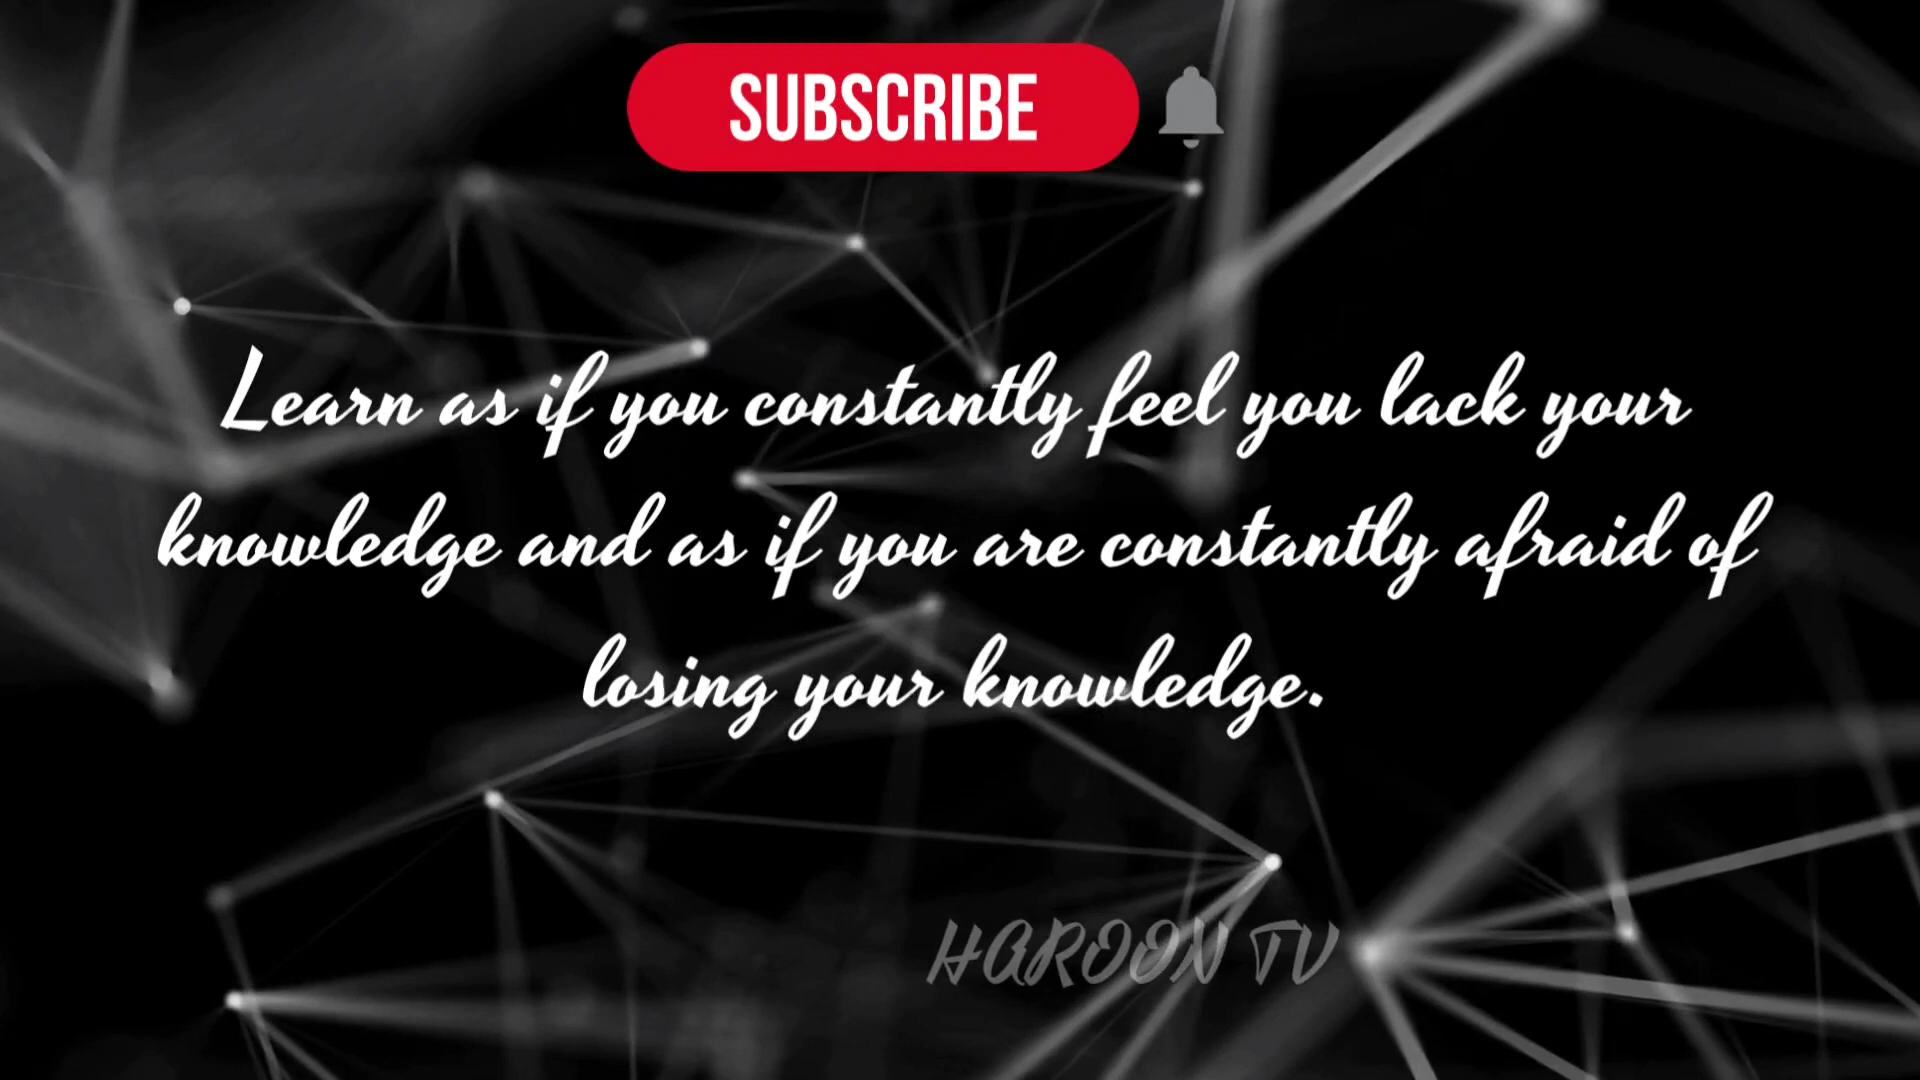 SUBSCRIBE
Learn as if you constantly feel you lack your
knowledge and as if you are constantly afraid of
losing your knowledge.
HAROON TV